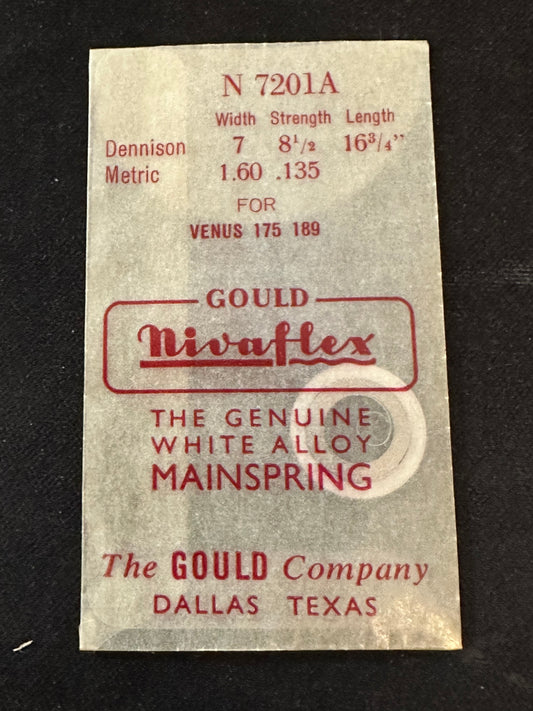 N 7201A
Width Strength Length
Dennison 7 8½ 16¾"
Metric 1.60 .135
FOR
VENUS 175 189
GOULD
Nivaflex
THE GENUINE
WHITE ALLOY
MAINSPRING
The GOULD Company
DALLAS TEXAS